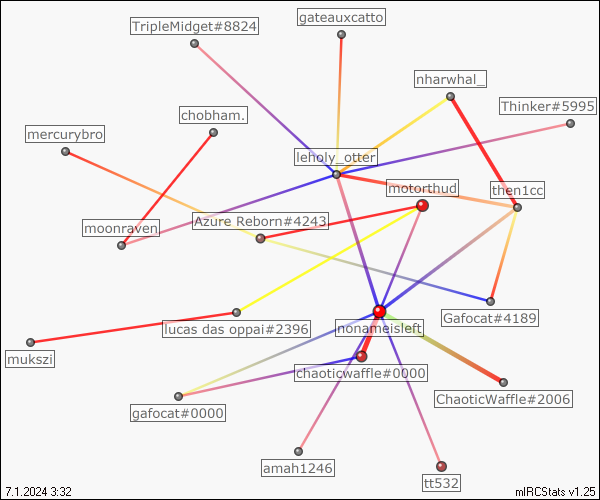 gateauxcatto
TripleMidget#8824
nharwhal_
Thinker#5995
chobham.
mercurybro
leholy_otter
motorcloud
then1cc
Azure Reborn#4243
moonraven
Gafocat#4189
lucas das oppai#2396
nonameisleft
mukszi
chaoticwaffle#0000
ChaoticWaffle#2006
gafocat#0000
amah1246
tt532
7.1.2024 3:32
mIRCStats v1.25